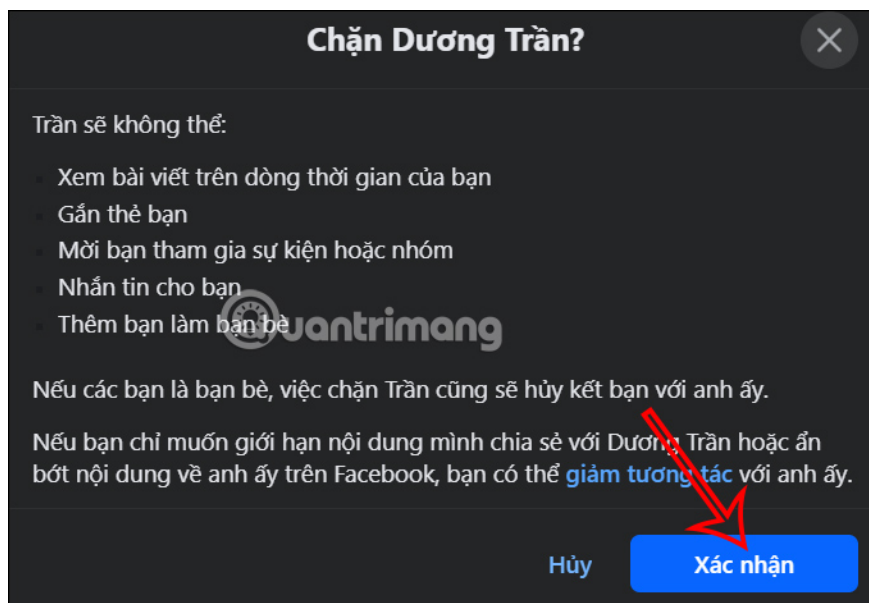 Chặn Dương Trần?
Trần sẽ không thể:
Xem bài viết trên dòng thời gian của bạn
Gắn thẻ bạn
Mời bạn tham gia sự kiện hoặc nhóm
Nhắn tin cho bạn
Thêm bạn làm bạn bè
Quantrimang
Nếu các bạn là bạn bè, việc chặn Trần cũng sẽ hủy kết bạn với anh ấy.
Nếu bạn chỉ muốn giới hạn nội dung mình chia sẻ với Dương Trần hoặc ẩn
bớt nội dung về anh ấy trên Facebook, bạn có thể giảm tương tác với anh ấy.
Hủy
Xác nhận